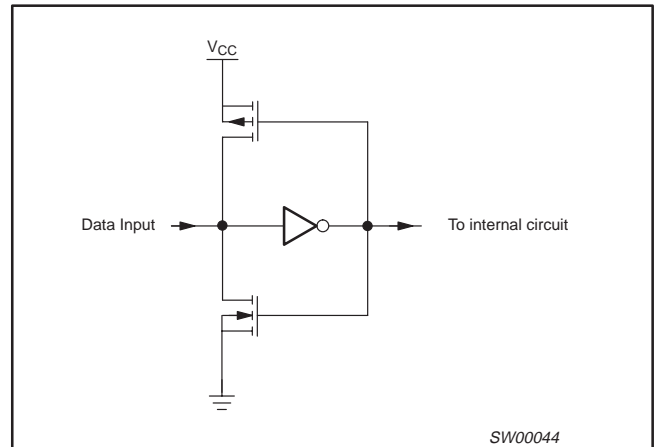 VCC
Data Input
To internal circuit
SW00044